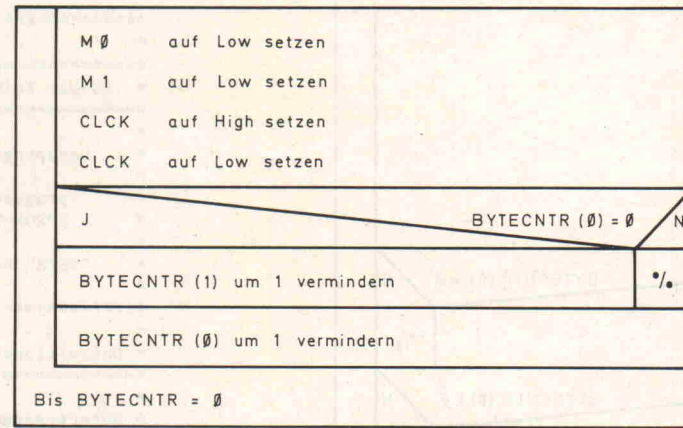 M Ø auf Low setzen
M 1 auf Low setzen
CLCK auf High setzen
CLCK auf Low setzen
J BYTECNTR (Ø) = Ø N
BYTECNTR (1) um 1 vermindern %
BYTECNTR (Ø) um 1 vermindern
Bis BYTECNTR = Ø